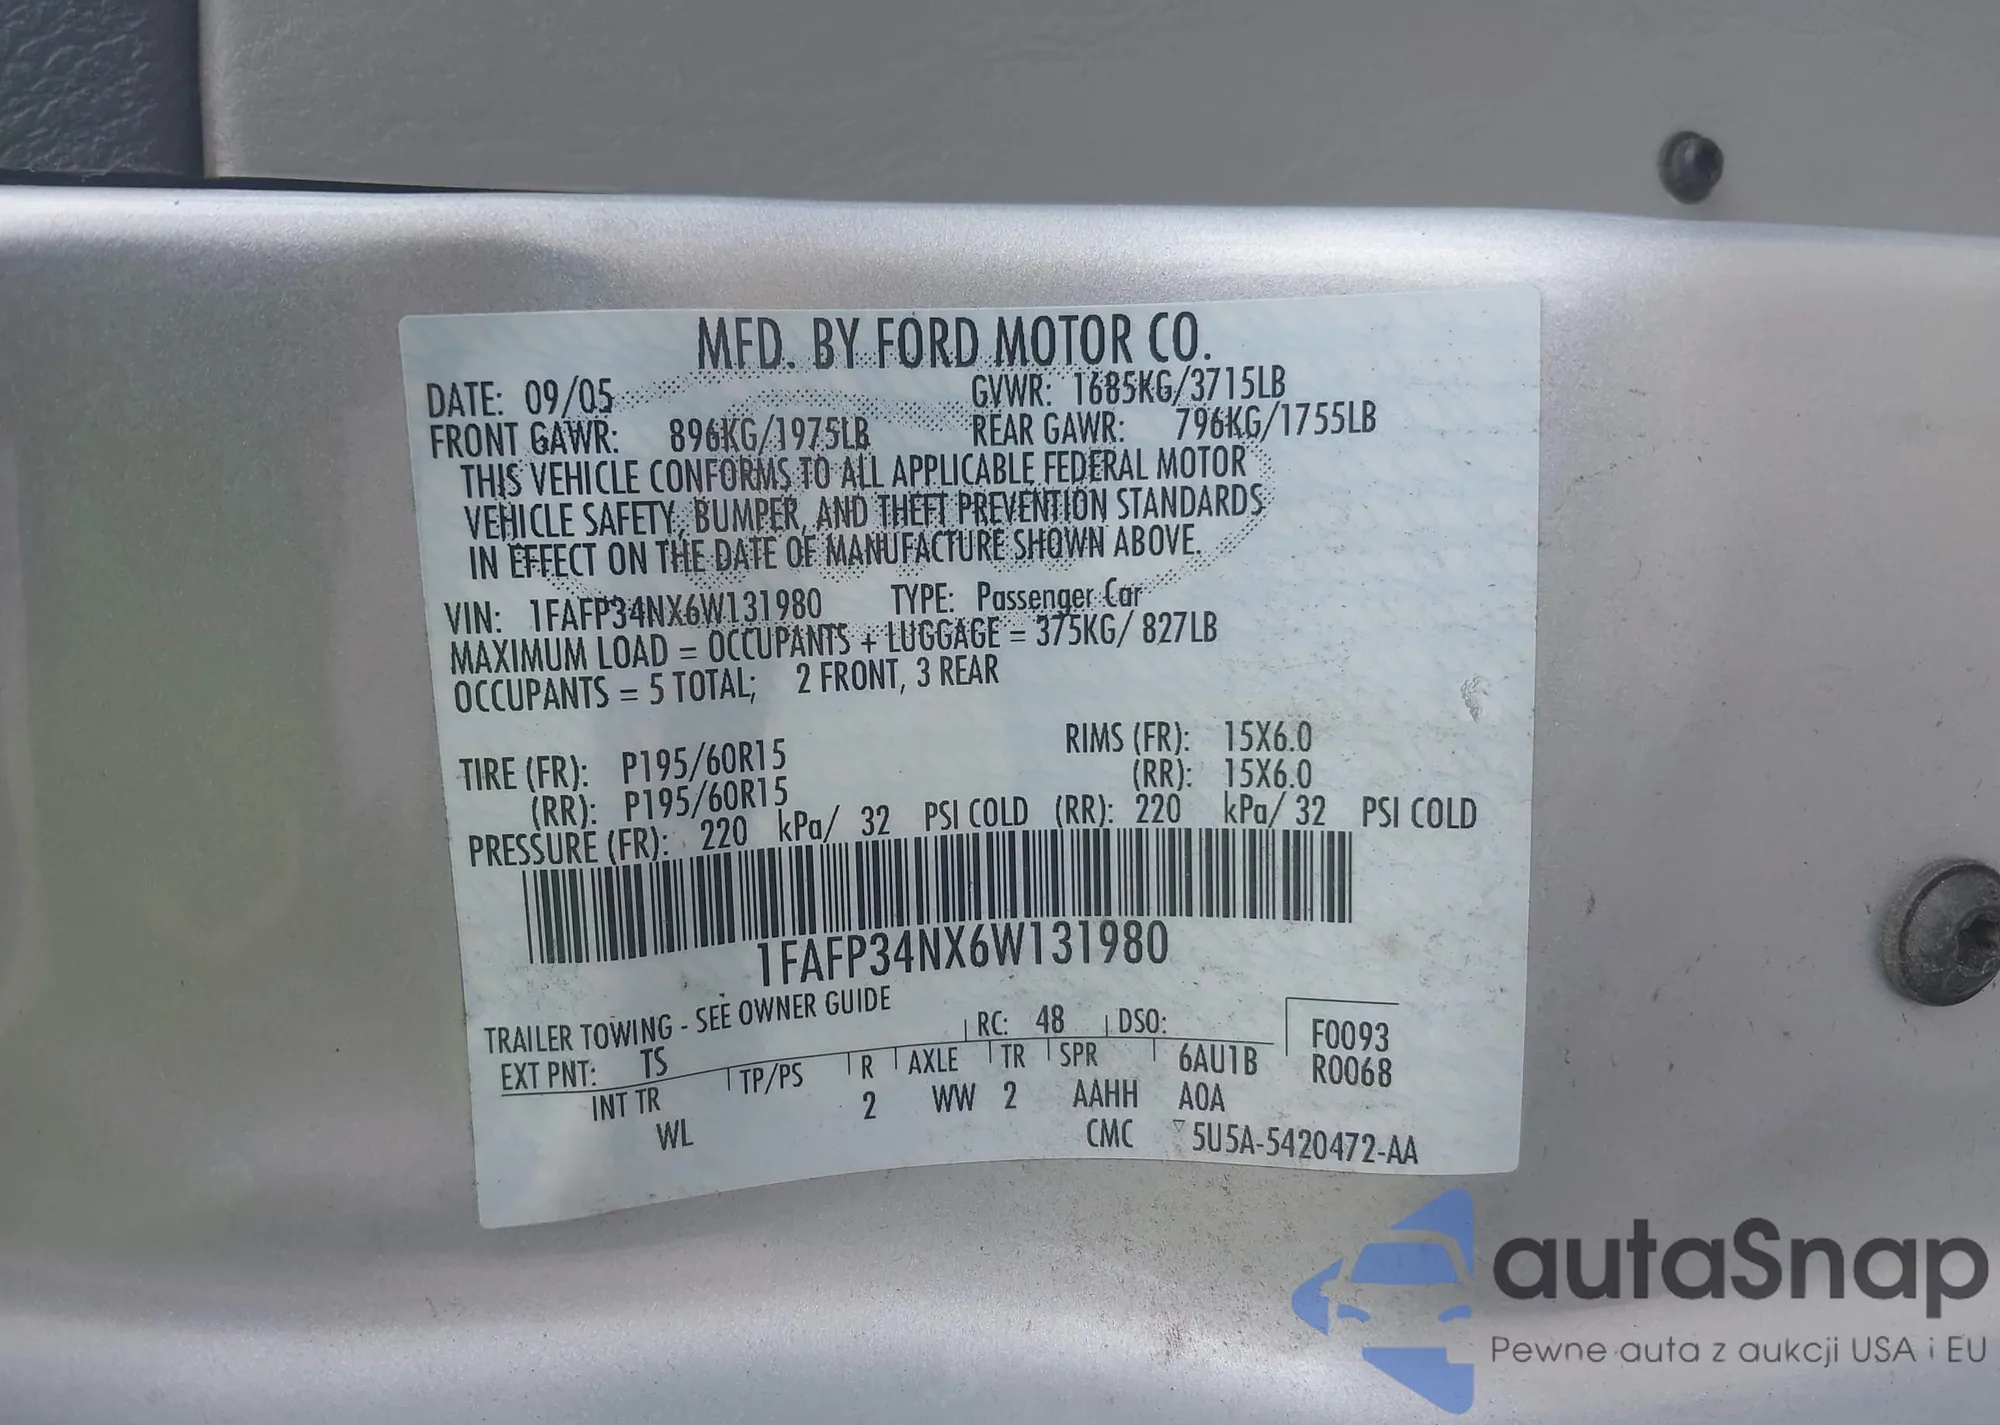 MFD. BY FORD MOTOR CO.
DATE: 09/05 GVWR: 1685KG/3715LB
FRONT GAWR: 896KG/1975LB REAR GAWR: 796KG/1755LB
THIS VEHICLE CONFORMS TO ALL APPLICABLE FEDERAL MOTOR
VEHICLE SAFETY, BUMPER, AND THEFT PREVENTION STANDARDS
IN EFFECT ON THE DATE OF MANUFACTURE SHOWN ABOVE.
VIN: 1FAFP34NX6W131980 TYPE: Passenger Car
MAXIMUM LOAD = OCCUPANTS + LUGGAGE = 375KG/ 827LB
OCCUPANTS = 5 TOTAL; 2 FRONT, 3 REAR
TIRE (FR): P195/60R15 RIMS (FR): 15X6.0
(RR): P195/60R15 (RR): 15X6.0
PRESSURE (FR): 220 kPa/ 32 PSI COLD (RR): 220 kPa/ 32 PSI COLD
1FAFP34NX6W131980
TRAILER TOWING - SEE OWNER GUIDE
RC: 48 DSO: F0093
EXT PNT: TS R0068
INT TR TP/PS R AXLE TR SPR 6AU1B
WL 2 WW 2 AAHH A0A
CMC 5U5A-5420472-AA
autaSnap
Pewne auta z aukcji USA i EU